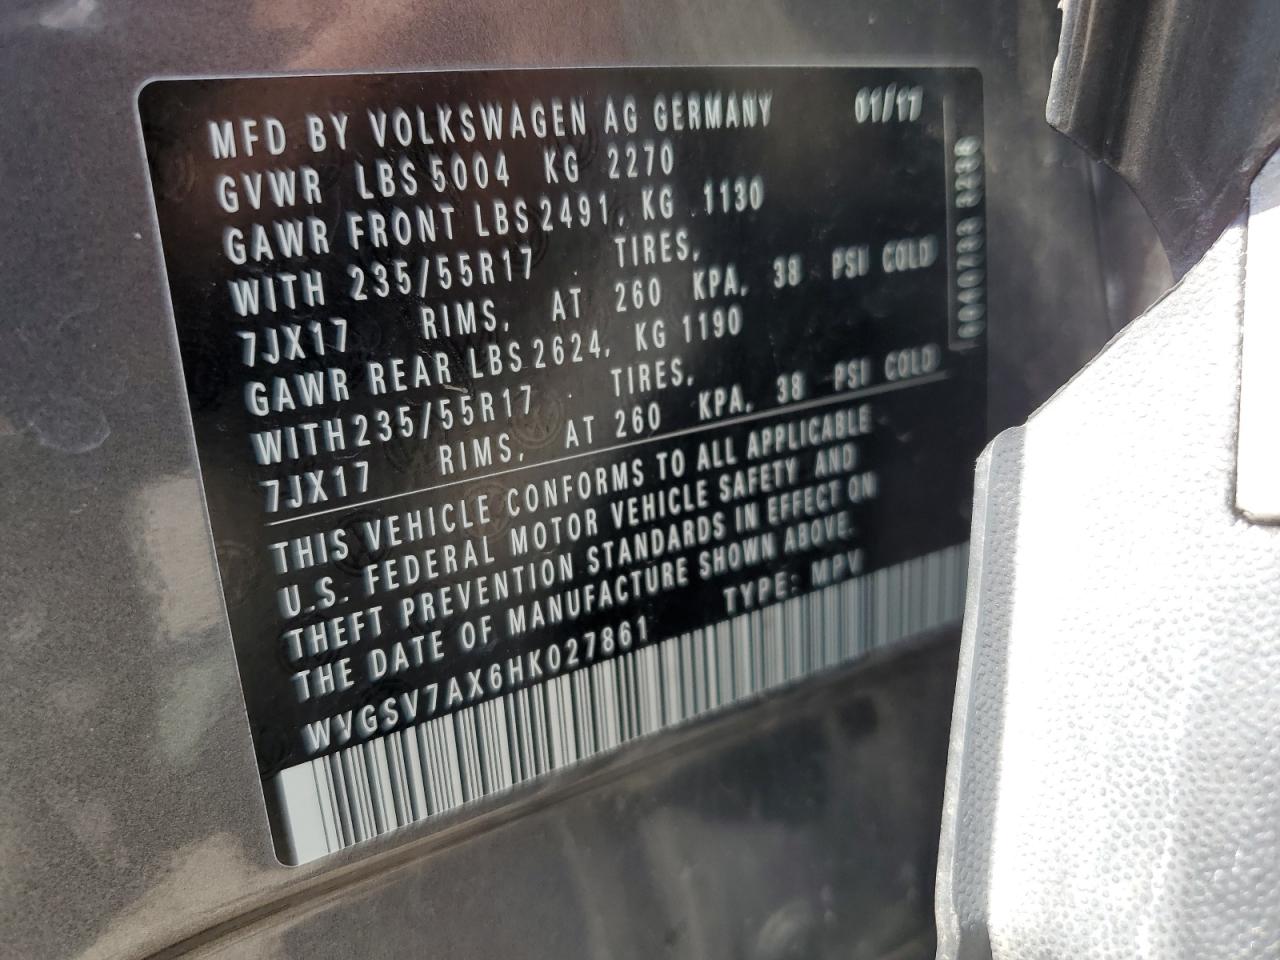 MFD BY VOLKSWAGEN AG GERMANY 01/17
GVWR LBS 5004 KG 2270
GAWR FRONT LBS 2491, KG 1130
WITH 235/55R17 TIRES,
7JX17 RIMS, AT 260 KPA, 38 PSI COLD
GAWR REAR LBS 2624, KG 1190
WITH 235/55R17 TIRES,
7JX17 RIMS, AT 260 KPA, 38 PSI COLD
THIS VEHICLE CONFORMS TO ALL APPLICABLE
U.S. FEDERAL MOTOR VEHICLE SAFETY AND
THEFT PREVENTION STANDARDS IN EFFECT ON
THE DATE OF MANUFACTURE SHOWN ABOVE.
WVGSV7AX6HK027861 TYPE: MPV